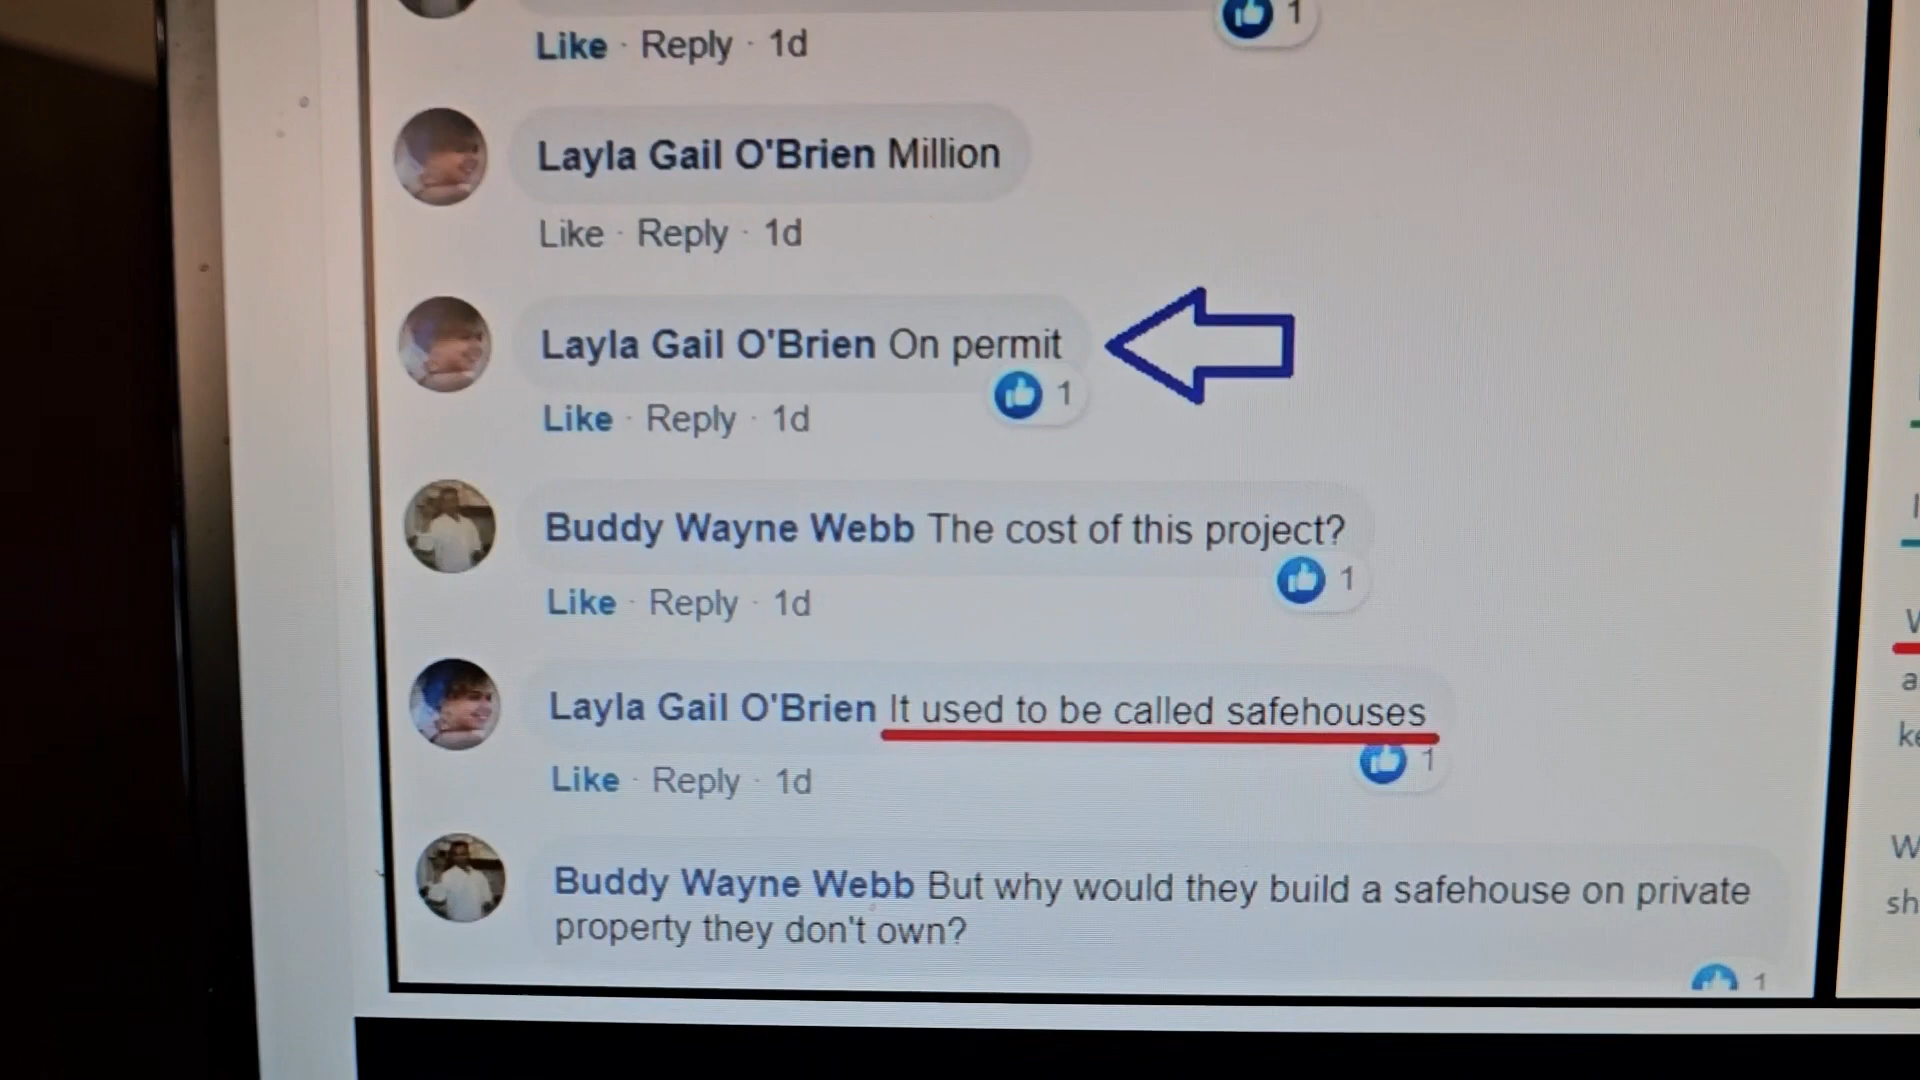 1
Like · Reply · 1d
Layla Gail O'Brien Million
Like · Reply · 1d
Layla Gail O'Brien On permit
1
Like · Reply · 1d
Buddy Wayne Webb The cost of this project?
1
Like · Reply · 1d
Layla Gail O'Brien It used to be called safehouses
1
Like · Reply · 1d
Buddy Wayne Webb But why would they build a safehouse on private
property they don't own?
1
a
ke
W
sh